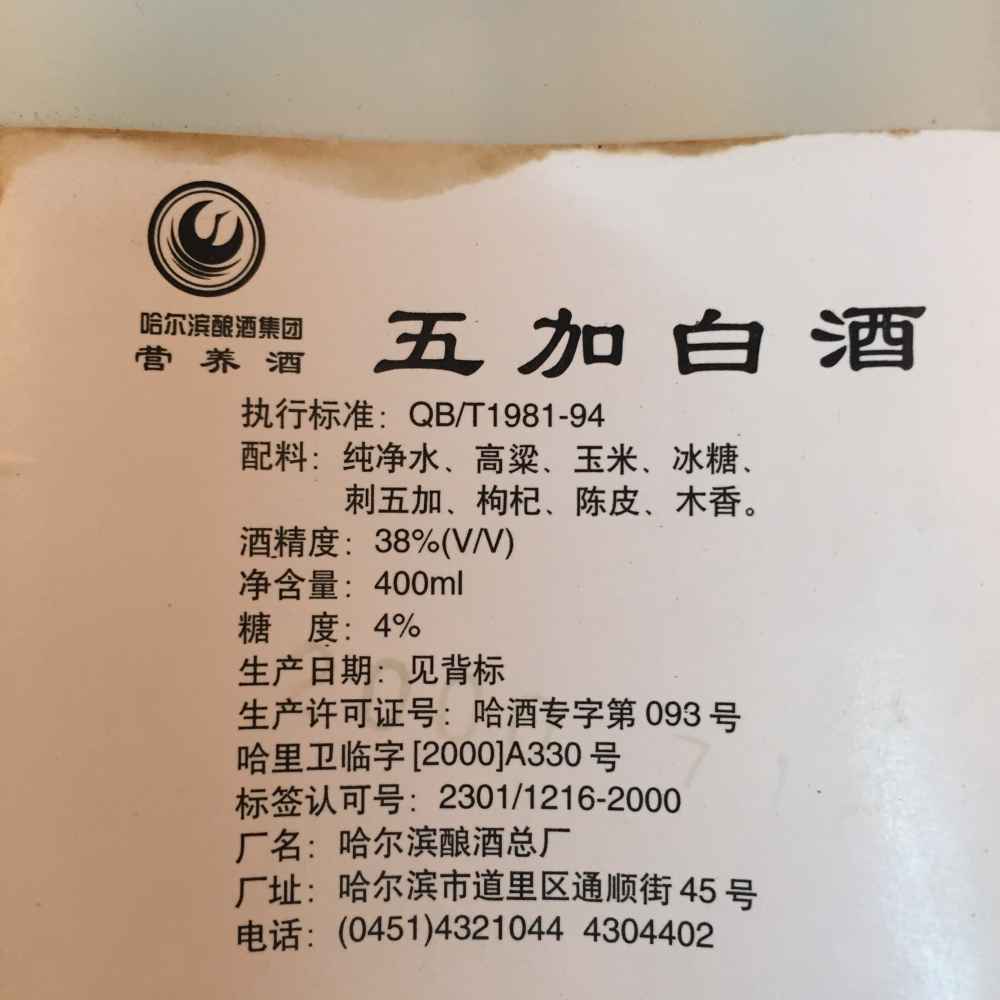 哈尔滨酿酒集团
营养酒
五加白酒
执行标准：QB/T1981-94
配料：纯净水、高粱、玉米、冰糖、
刺五加、枸杞、陈皮、木香。
酒精度：38%(V/V)
净含量：400ml
糖 度：4%
生产日期：见背标
生产许可证号：哈酒专字第 093 号
哈里卫临字 [2000]A330 号
标签认可号：2301/1216-2000
厂名：哈尔滨酿酒总厂
厂址：哈尔滨市道里区通顺街 45 号
电话：(0451)4321044 4304402